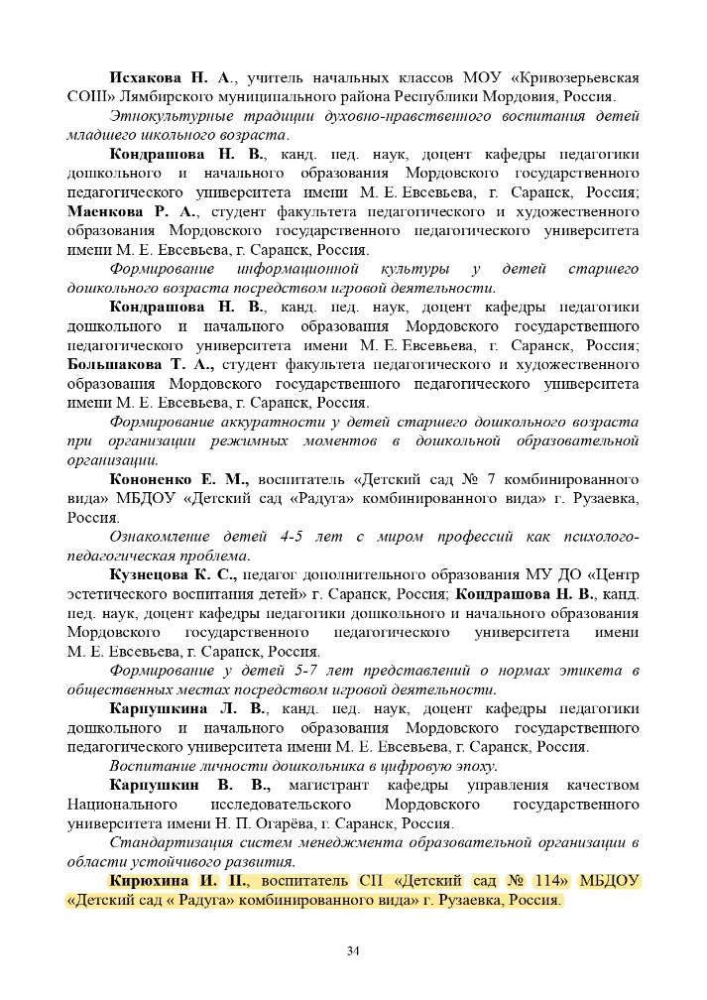 Исхакова Н. А., учитель начальных классов МОУ «Кривозерьевская
СОШ» Лямбирского муниципального района Республики Мордовия, Россия.
Этнокультурные традиции духовно-нравственного воспитания детей
младшего школьного возраста.
Кондрашова Н. В., канд. пед. наук, доцент кафедры педагогики
дошкольного и начального образования Мордовского государственного
педагогического университета имени М. Е. Евсевьева, г. Саранск, Россия;
Маенкова Р. А., студент факультета педагогического и художественного
образования Мордовского государственного педагогического университета
имени М. Е. Евсевьева, г. Саранск, Россия.
Формирование информационной культуры у детей старшего
дошкольного возраста посредством игровой деятельности.
Кондрашова Н. В., канд. пед. наук, доцент кафедры педагогики
дошкольного и начального образования Мордовского государственного
педагогического университета имени М. Е. Евсевьева, г. Саранск, Россия;
Большакова Т. А., студент факультета педагогического и художественного
образования Мордовского государственного педагогического университета
имени М. Е. Евсевьева, г. Саранск, Россия.
Формирование аккуратности у детей старшего дошкольного возраста
при организации режимных моментов в дошкольной образовательной
организации.
Кононенко Е. М., воспитатель «Детский сад № 7 комбинированного
вида» МБДОУ «Детский сад «Радуга» комбинированного вида» г. Рузаевка,
Россия.
Ознакомление детей 4-5 лет с миром профессий как психолого-
педагогическая проблема.
Кузнецова К. С., педагог дополнительного образования МУ ДО «Центр
эстетического воспитания детей» г. Саранск, Россия; Кондрашова Н. В., канд.
пед. наук, доцент кафедры педагогики дошкольного и начального образования
Мордовского государственного педагогического университета имени
М. Е. Евсевьева, г. Саранск, Россия.
Формирование у детей 5-7 лет представлений о нормах этикета в
общественных местах посредством игровой деятельности.
Карпушкина Л. В., канд. пед. наук, доцент кафедры педагогики
дошкольного и начального образования Мордовского государственного
педагогического университета имени М. Е. Евсевьева, г. Саранск, Россия.
Воспитание личности дошкольника в цифровую эпоху.
Карпушкин В. В., магистрант кафедры управления качеством
Национального исследовательского Мордовского государственного
университета имени Н. П. Огарёва, г. Саранск, Россия.
Стандартизация систем менеджмента образовательной организации в
области устойчивого развития.
Кирюхина И. П., воспитатель СП «Детский сад № 114» МБДОУ
«Детский сад « Радуга» комбинированного вида» г. Рузаевка, Россия.
34